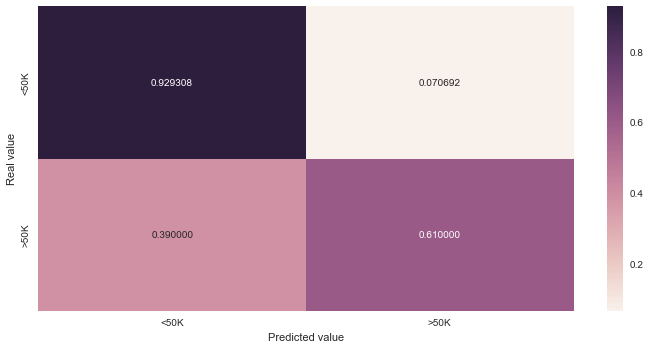 <50K
0.929308
0.070692
Real value
>50K
0.390000
0.610000
<50K
>50K
Predicted value
0.8
0.6
0.4
0.2